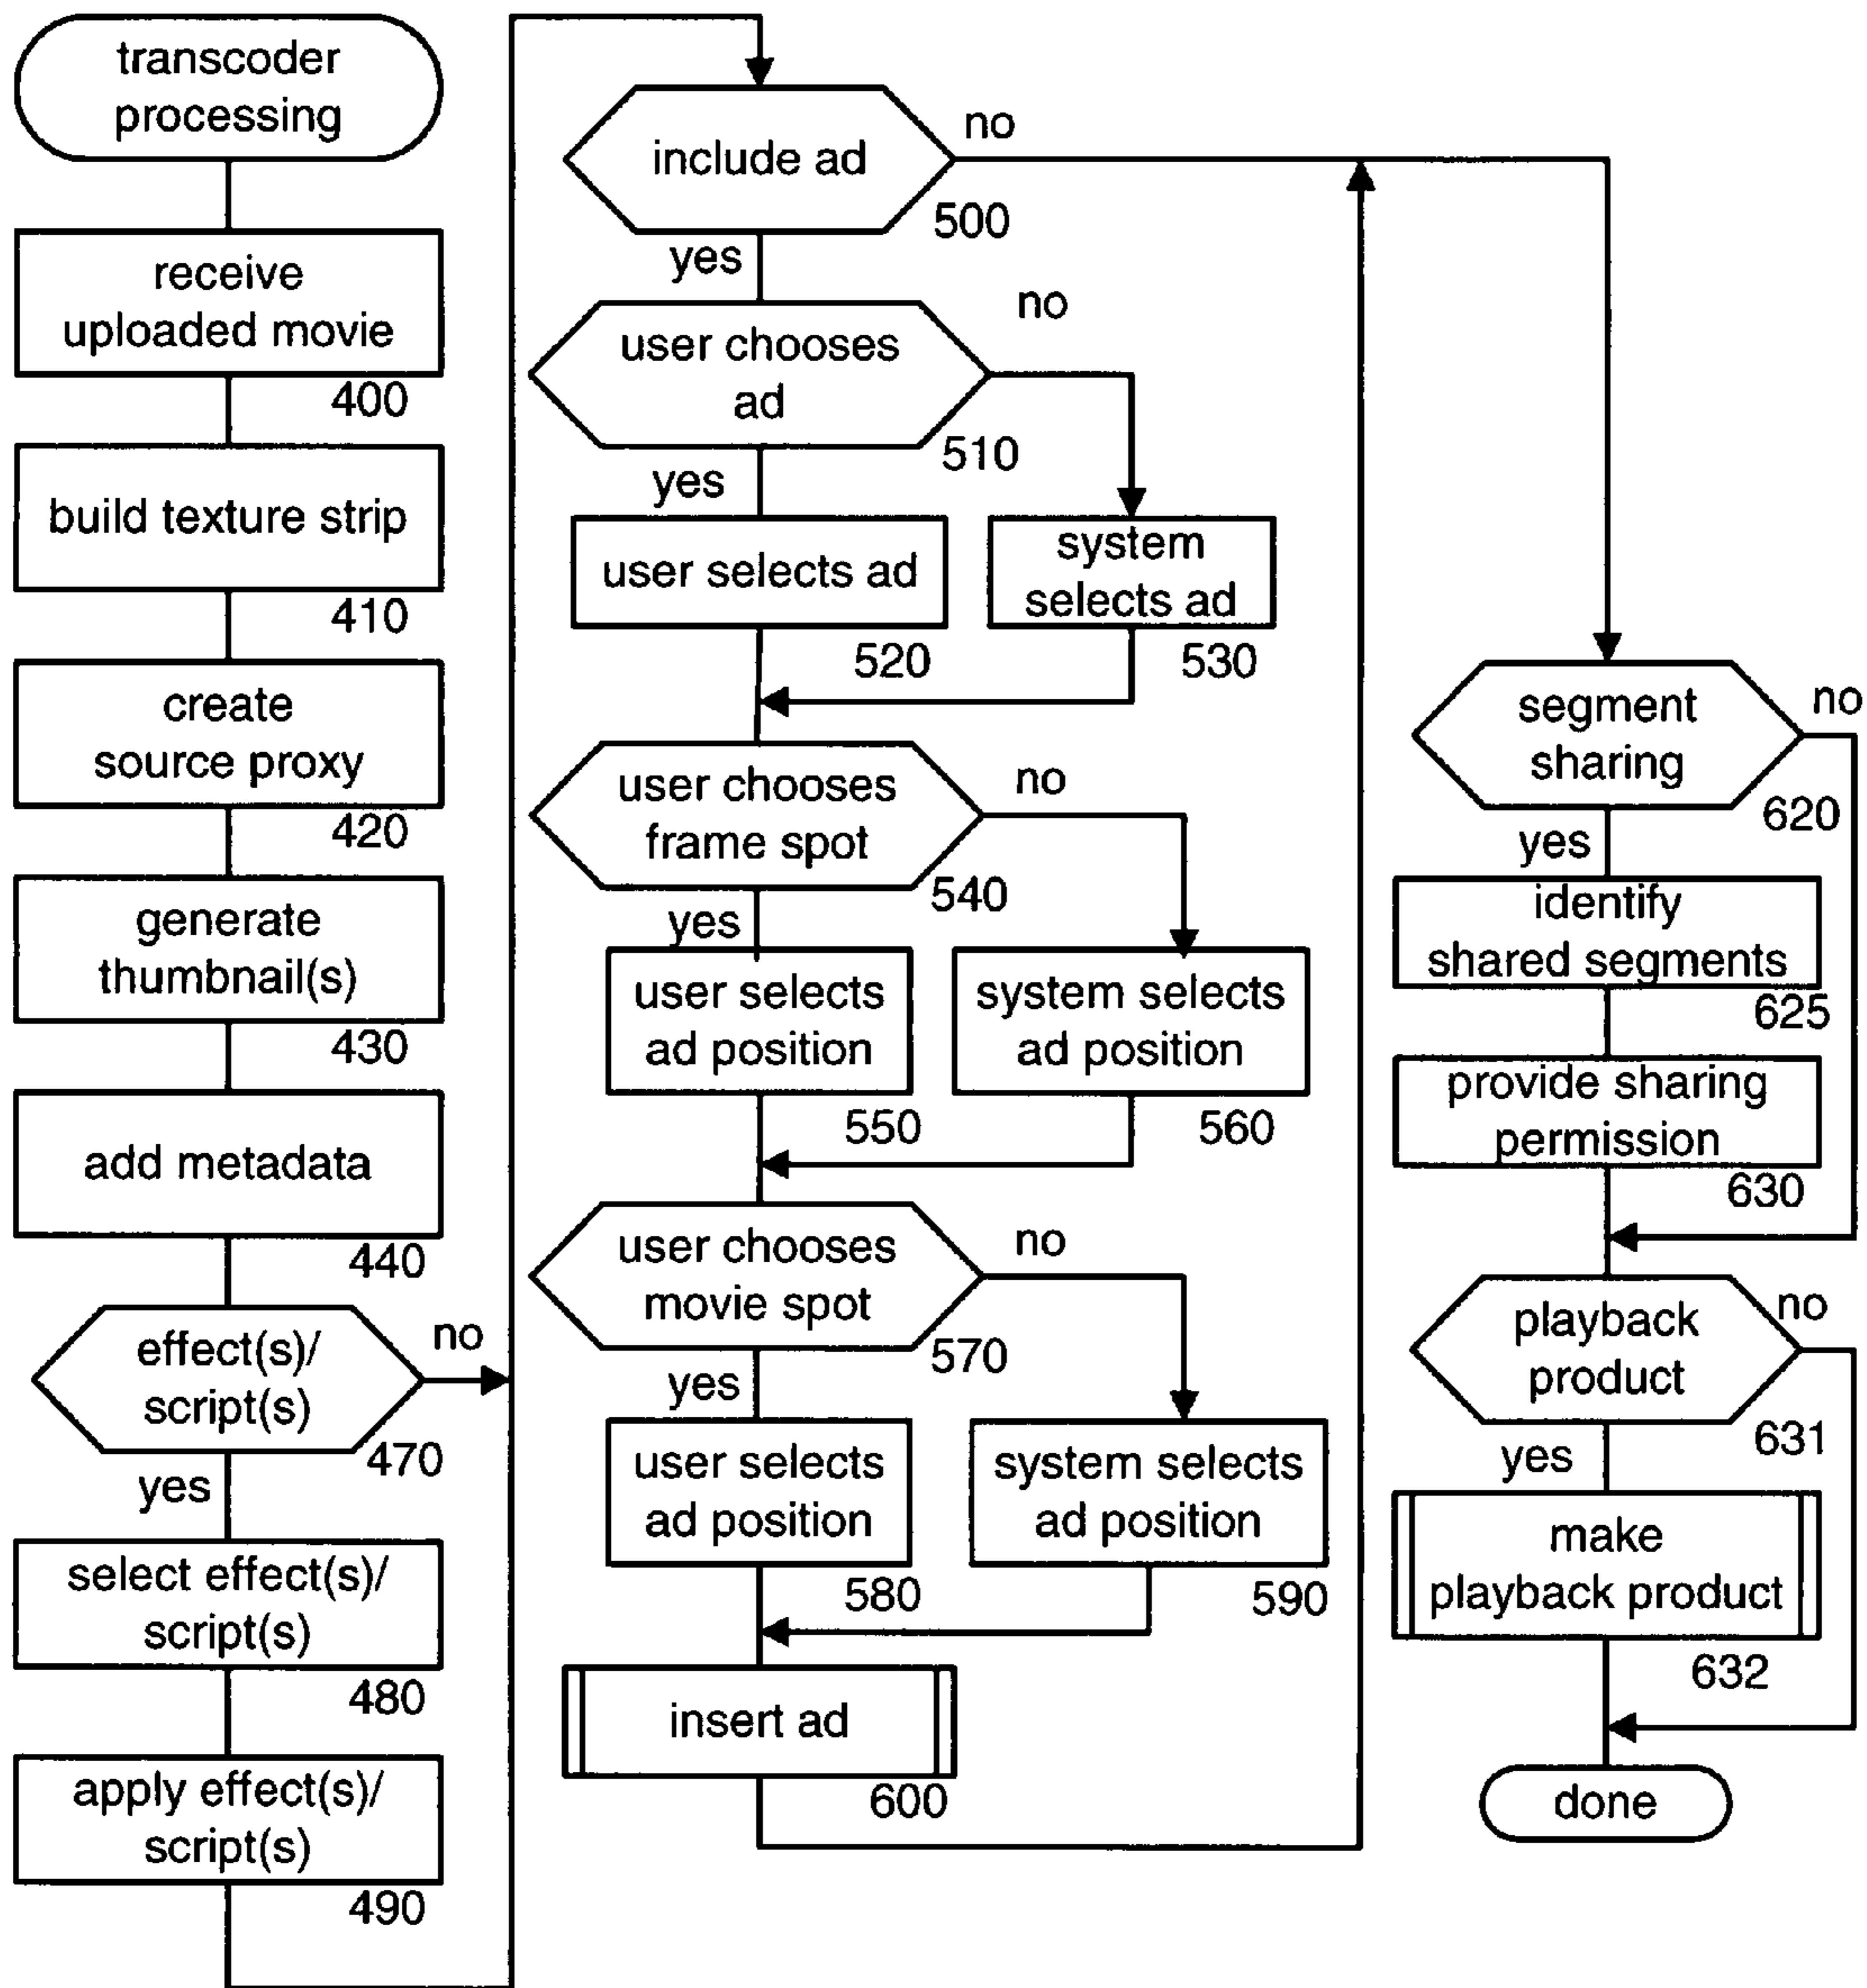 transcoder
processing
receive
uploaded movie
400
build texture strip
410
create
source proxy
420
generate
thumbnail(s)
430
add metadata
440
effect(s)/
script(s)
no
470
yes
select effect(s)/
script(s)
480
apply effect(s)/
script(s)
490
include ad
no
500
yes
user chooses
ad
no
510
yes
user selects ad
520
system
selects ad
530
user chooses
frame spot
no
540
yes
user selects
ad position
550
system selects
ad position
560
user chooses
movie spot
no
570
yes
user selects
ad position
580
system selects
ad position
590
insert ad
600
segment
sharing
no
620
yes
identify
shared segments
625
provide sharing
permission
630
playback
product
no
631
yes
make
playback product
632
done